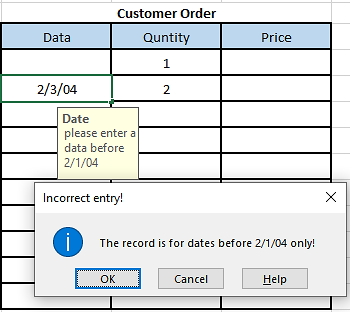 Customer Order
Data Quntity Price
1
2/3/04 2
Date
please enter a
data before
2/1/04
Incorrect entry!
The record is for dates before 2/1/04 only!
OK Cancel Help